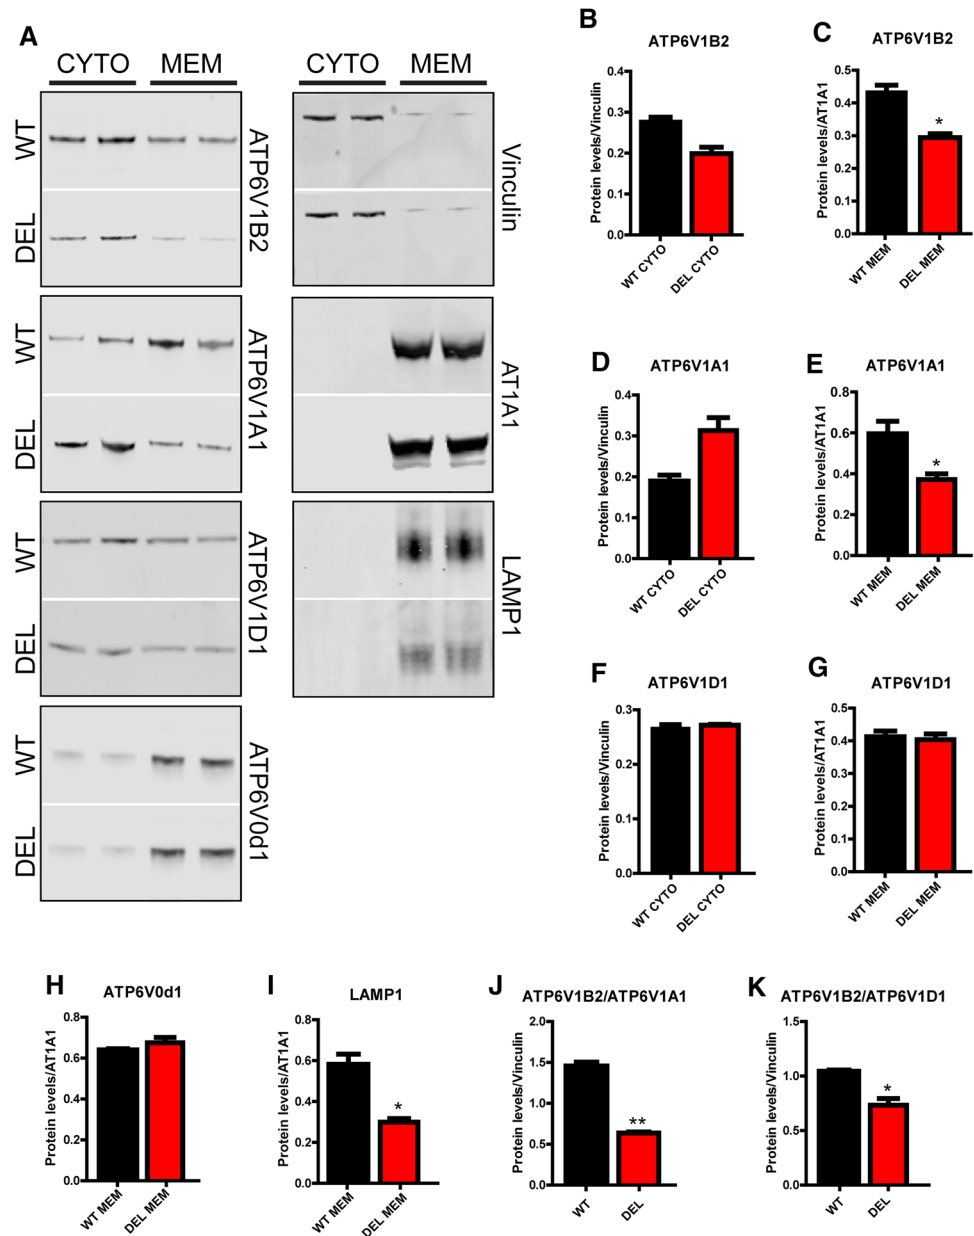 A
CYTO MEM
WT
DEL
ATP6V1B2
WT
DEL
ATP6V1A1
WT
DEL
ATP6V1D1
WT
DEL
ATP6V0d1
CYTO MEM
Vinculin
AT1A1
LAMP1
B
ATP6V1B2
Protein levels/Vinculin
0.4
0.3
0.2
0.1
0.0
WT CYTO
DEL CYTO
C
ATP6V1B2
Protein levels/AT1A1
0.5
0.4
0.3
0.2
0.1
0.0
*
WT MEM
DEL MEM
D
ATP6V1A1
Protein levels/Vinculin
0.4
0.3
0.2
0.1
0.0
WT CYTO
DEL CYTO
E
ATP6V1A1
Protein levels/AT1A1
0.8
0.6
0.4
0.2
0.0
*
WT MEM
DEL MEM
F
ATP6V1D1
Protein levels/Vinculin
0.3
0.2
0.1
0.0
WT CYTO
DEL CYTO
G
ATP6V1D1
Protein levels/AT1A1
0.5
0.4
0.3
0.2
0.1
0.0
WT MEM
DEL MEM
H
ATP6V0d1
Protein levels/AT1A1
0.8
0.6
0.4
0.2
0.0
WT MEM
DEL MEM
I
LAMP1
Protein levels/AT1A1
0.8
0.6
0.4
0.2
0.0
*
WT MEM
DEL MEM
J
ATP6V1B2/ATP6V1A1
Protein levels/Vinculin
2.0
1.5
1.0
0.5
0.0
**
WT
DEL
K
ATP6V1B2/ATP6V1D1
Protein levels/Vinculin
1.5
1.0
0.5
0.0
*
WT
DEL